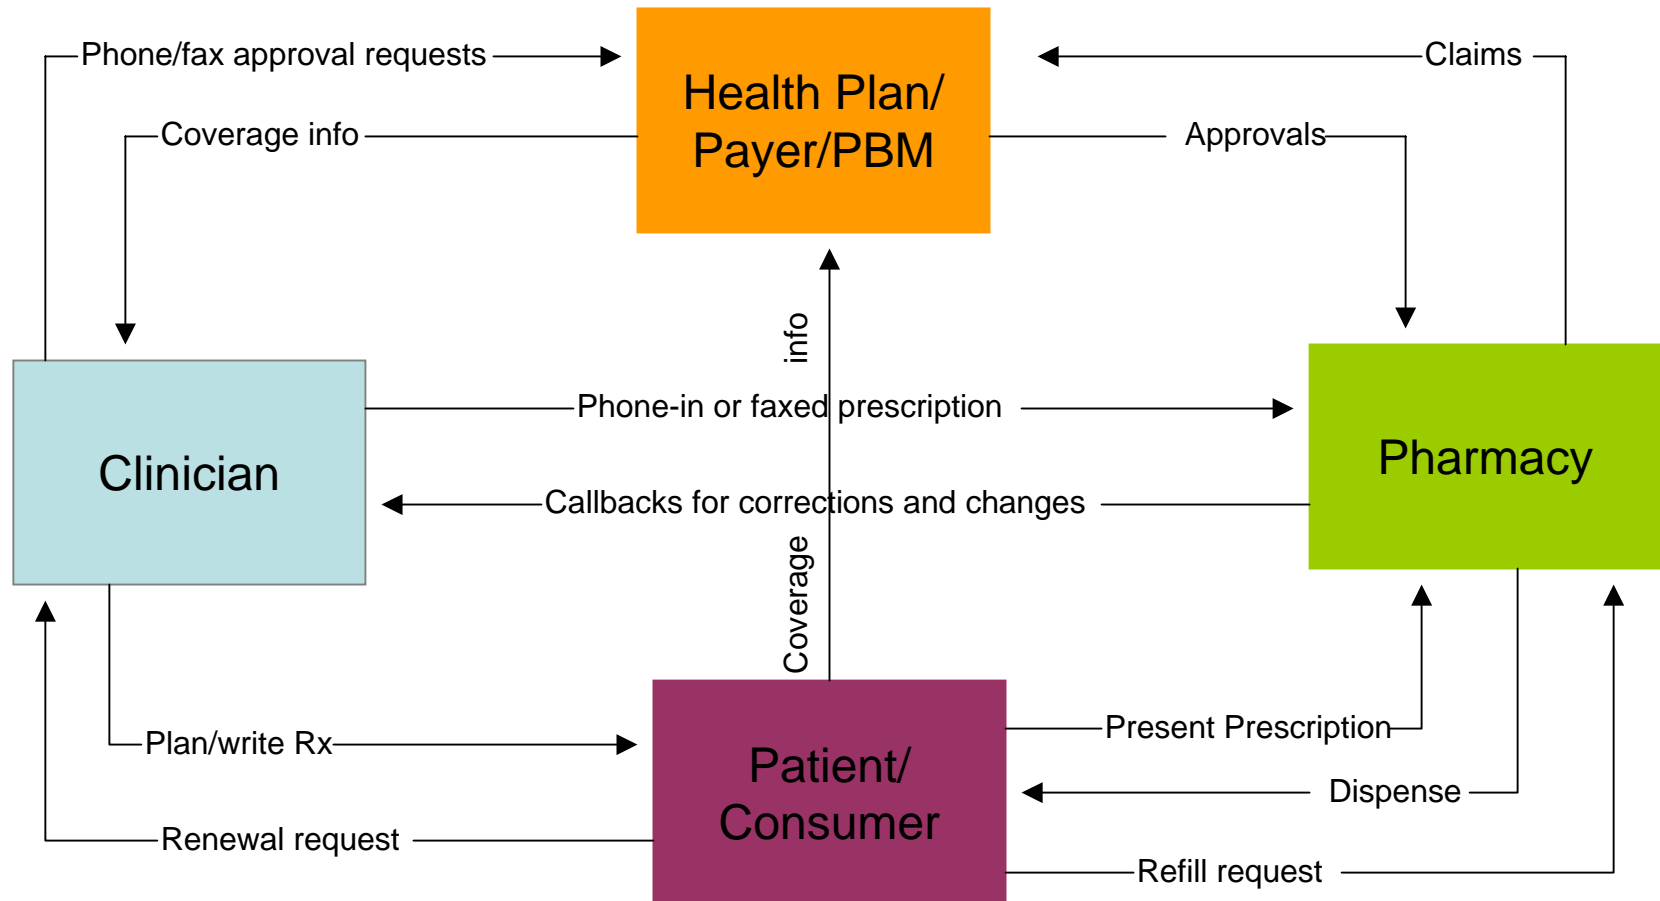 Phone/fax approval requests
Claims
Health Plan/
Payer/PBM
Coverage info
Approvals
Coverage info
Phone-in or faxed prescription
Clinician
Pharmacy
Callbacks for corrections and changes
Plan/write Rx
Present Prescription
Patient/
Consumer
Dispense
Renewal request
Refill request